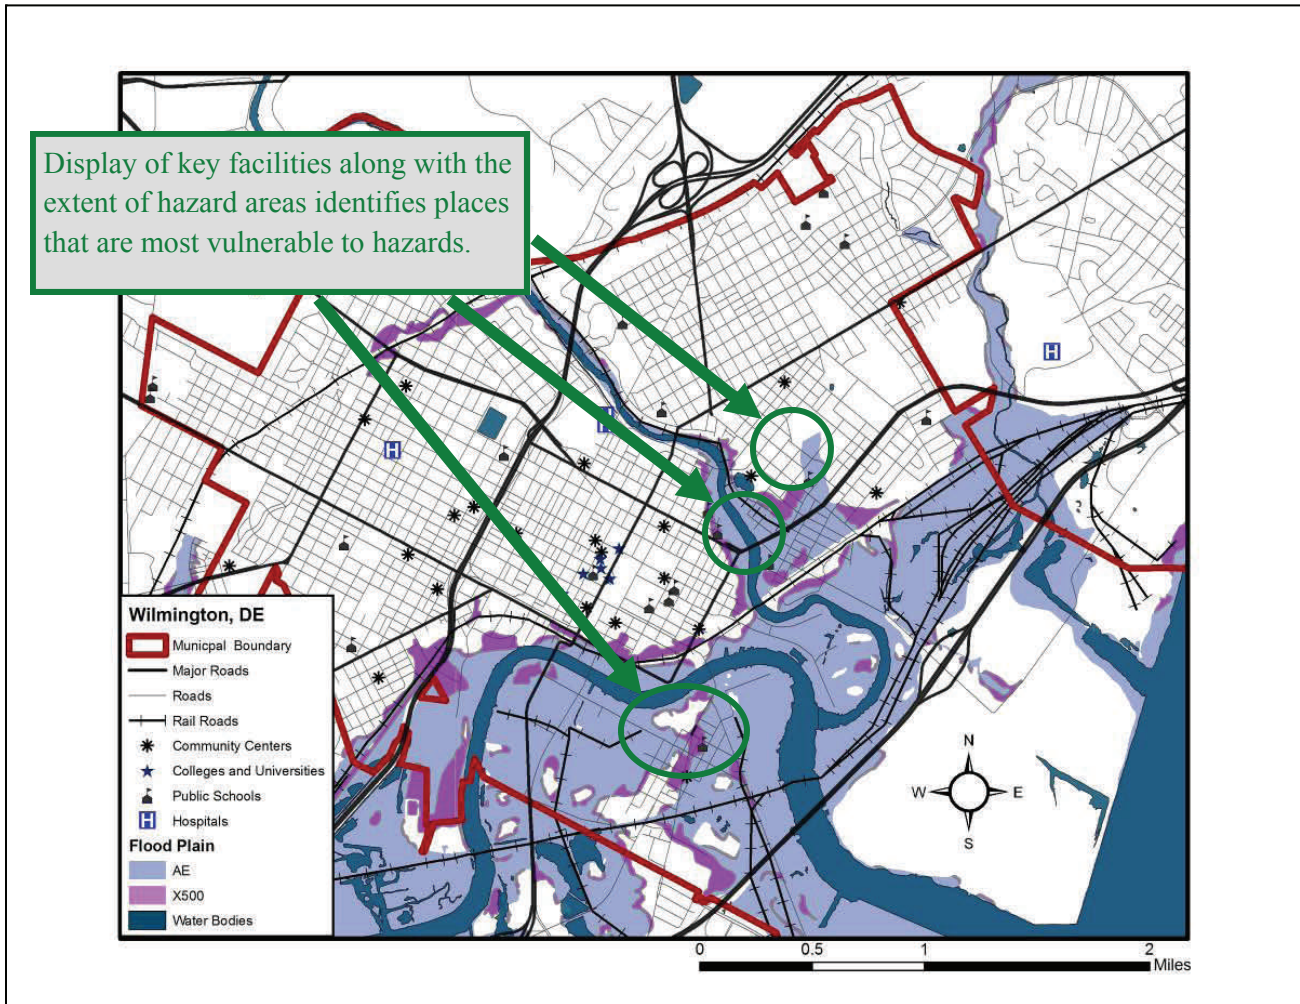 Display of key facilities along with the
extent of hazard areas identifies places
that are most vulnerable to hazards.
H
H
H
Wilmington, DE
Municpal Boundary
Major Roads
Roads
Rail Roads
Community Centers
Colleges and Universities
Public Schools
H Hospitals
Flood Plain
AE
X500
Water Bodies
N
W E
S
0 0.5 1 2
Miles